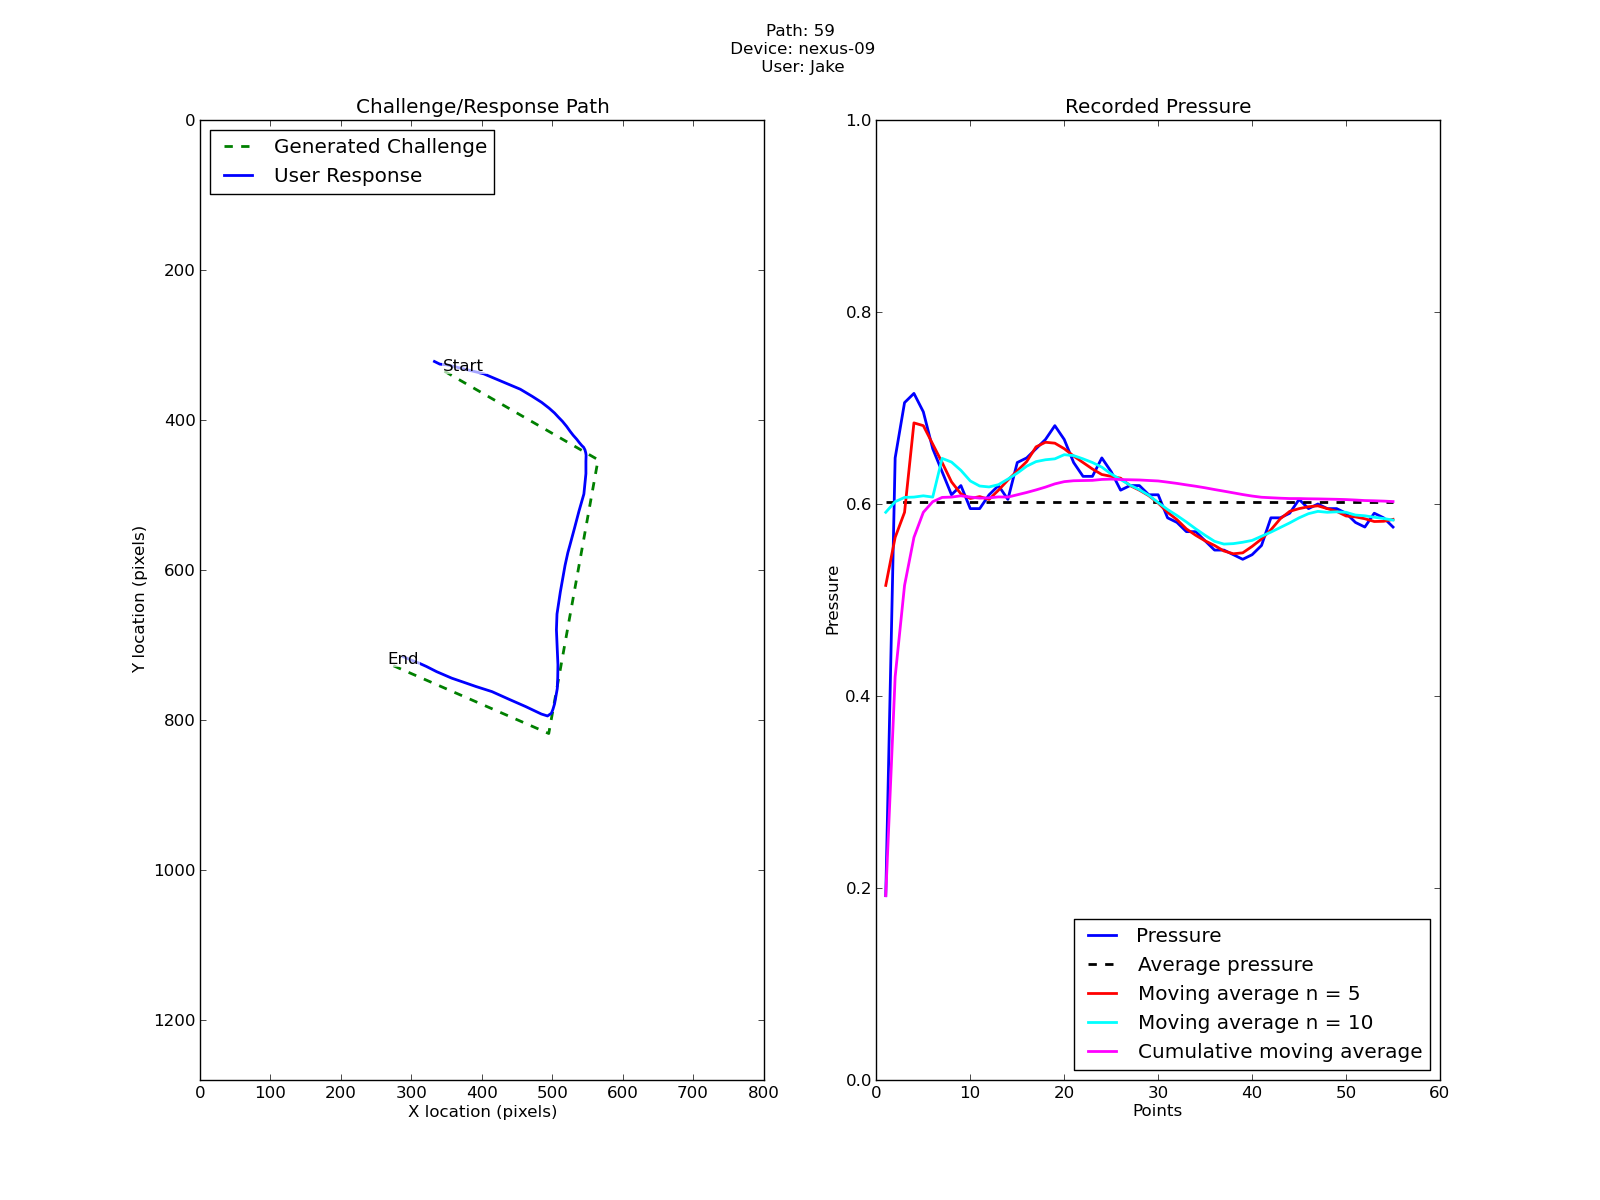 Path: 59
Device: nexus-09
User: Jake
Challenge/Response Path
Generated Challenge
User Response
0
200
400
600
800
1000
1200
Y location (pixels)
Start
End
0 100 200 300 400 500 600 700 800
X location (pixels)
Recorded Pressure
1.0
0.8
0.6
0.4
0.2
0.0
Pressure
Pressure
Average pressure
Moving average n = 5
Moving average n = 10
Cumulative moving average
0 10 20 30 40 50 60
Points